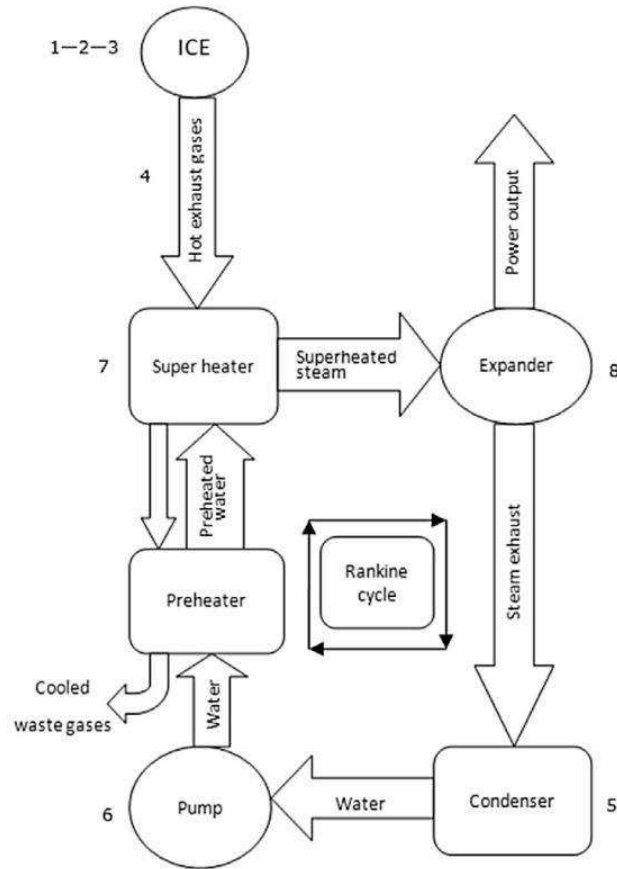 1—2—3
ICE
4
Hot exhaust gases
Power output
7
Super heater
Superheated
steam
Expander
8
Preheated
water
Preheater
Rankine
cycle
Steam exhaust
Cooled
waste gases
Water
6
Pump
Water
Condenser
5